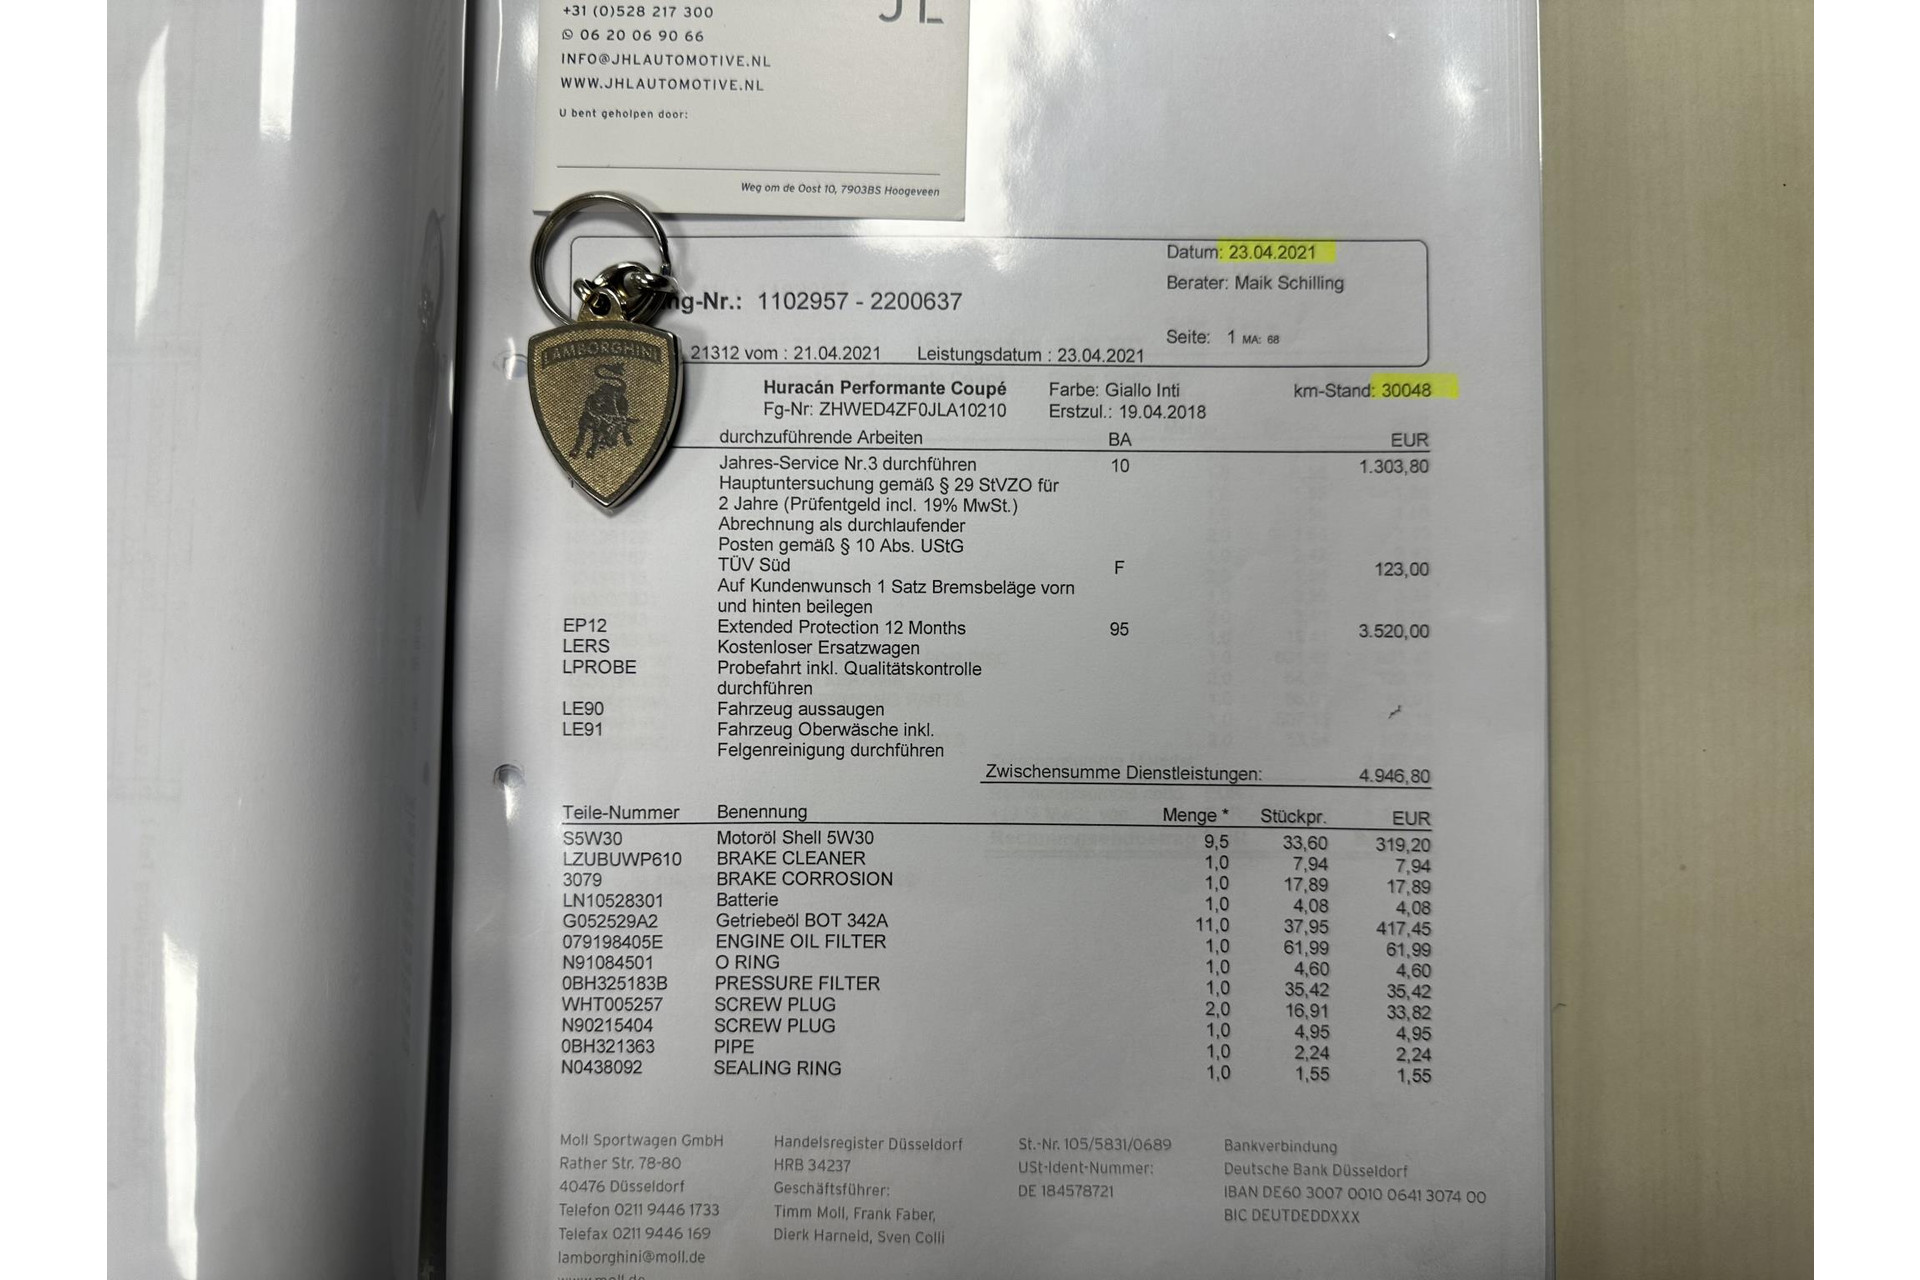 JL
+31 (0)528 217 300
06 20 06 90 66
INFO@JHLAUTOMOTIVE.NL
WWW.JHLAUTOMOTIVE.NL
U bent geholpen door:
Weg om de Oost 10, 7903BS Hoogeveen
LAMBORGHINI
Datum: 23.04.2021
Berater: Maik Schilling
ng-Nr.: 1102957 - 2200637
Seite: 1 MA: 68
21312 vom : 21.04.2021 Leistungsdatum : 23.04.2021
Huracán Performante Coupé Farbe: Giallo Inti km-Stand: 30048
Fg-Nr: ZHWED4ZF0JLA10210 Erstzul.: 19.04.2018
durchzuführende Arbeiten BA EUR
Jahres-Service Nr.3 durchführen 10 1.303,80
Hauptuntersuchung gemäß § 29 StVZO für
2 Jahre (Prüfentgeld incl. 19% MwSt.)
Abrechnung als durchlaufender
Posten gemäß § 10 Abs. UStG
TÜV Süd F 123,00
Auf Kundenwunsch 1 Satz Bremsbeläge vorn
und hinten beilegen
EP12 Extended Protection 12 Months 95 3.520,00
LERS Kostenloser Ersatzwagen
LPROBE Probefahrt inkl. Qualitätskontrolle
durchführen
LE90 Fahrzeug aussaugen
LE91 Fahrzeug Oberwäsche inkl.
Felgenreinigung durchführen
Zwischensumme Dienstleistungen: 4.946,80
Teile-Nummer Benennung Menge * Stückpr. EUR
S5W30 Motoröl Shell 5W30 9,5 33,60 319,20
LZUBUWP610 BRAKE CLEANER 1,0 7,94 7,94
3079 BRAKE CORROSION 1,0 17,89 17,89
LN10528301 Batterie 1,0 4,08 4,08
G052529A2 Getriebeöl BOT 342A 11,0 37,95 417,45
079198405E ENGINE OIL FILTER 1,0 61,99 61,99
N91084501 O RING 1,0 4,60 4,60
0BH325183B PRESSURE FILTER 1,0 35,42 35,42
WHT005257 SCREW PLUG 2,0 16,91 33,82
N90215404 SCREW PLUG 1,0 4,95 4,95
0BH321363 PIPE 1,0 2,24 2,24
N0438092 SEALING RING 1,0 1,55 1,55
Moll Sportwagen GmbH Handelsregister Düsseldorf St.-Nr. 105/5831/0689 Bankverbindung
Rather Str. 78-80 HRB 34237 USt-Ident-Nummer: Deutsche Bank Düsseldorf
40476 Düsseldorf Geschäftsführer: DE 184578721 IBAN DE60 3007 0010 0641 3074 00
Telefon 0211 9446 1733 Timm Moll, Frank Faber, BIC DEUTDEDDXXX
Telefax 0211 9446 169 Dierk Harneid, Sven Colli
lamborghini@moll.de
www.moll.de